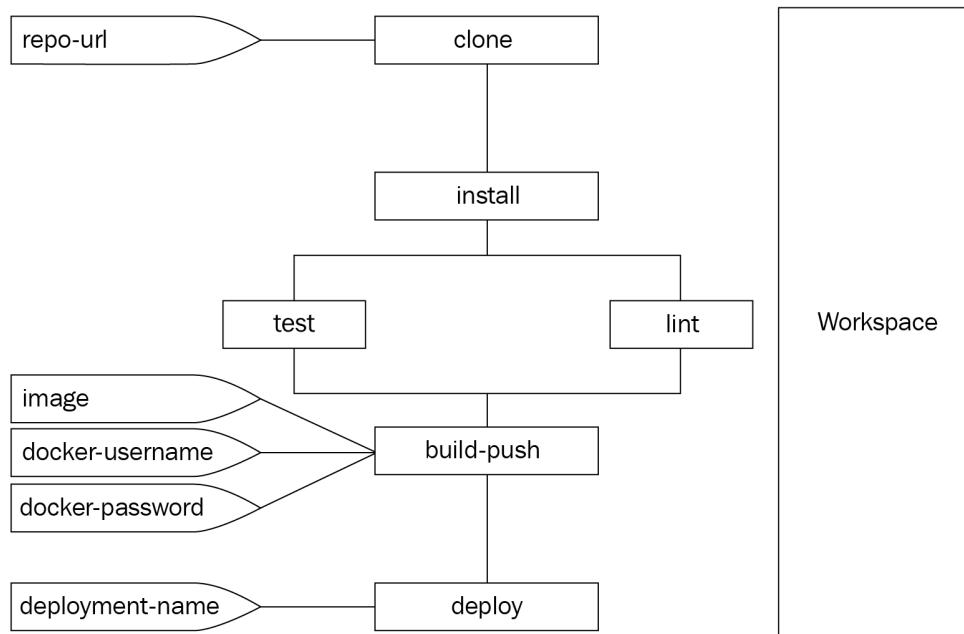 repo-url
clone
install
test
lint
Workspace
image
docker-username
build-push
docker-password
deployment-name
deploy